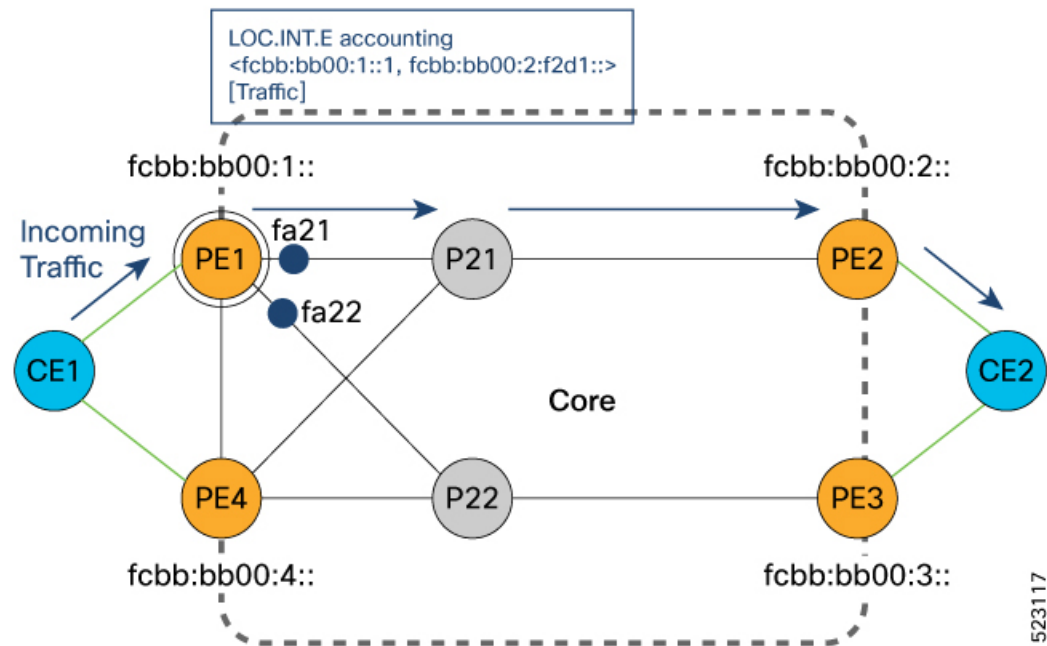 LOC.INT.E accounting
<fcbb:bb00:1::1, fcbb:bb00:2:f2d1::>
[Traffic]
fcbb:bb00:1::
fcbb:bb00:2::
Incoming
Traffic
PE1
fa21
P21
PE2
fa22
CE1
CE2
Core
PE4
P22
PE3
fcbb:bb00:4::
fcbb:bb00:3::
523117